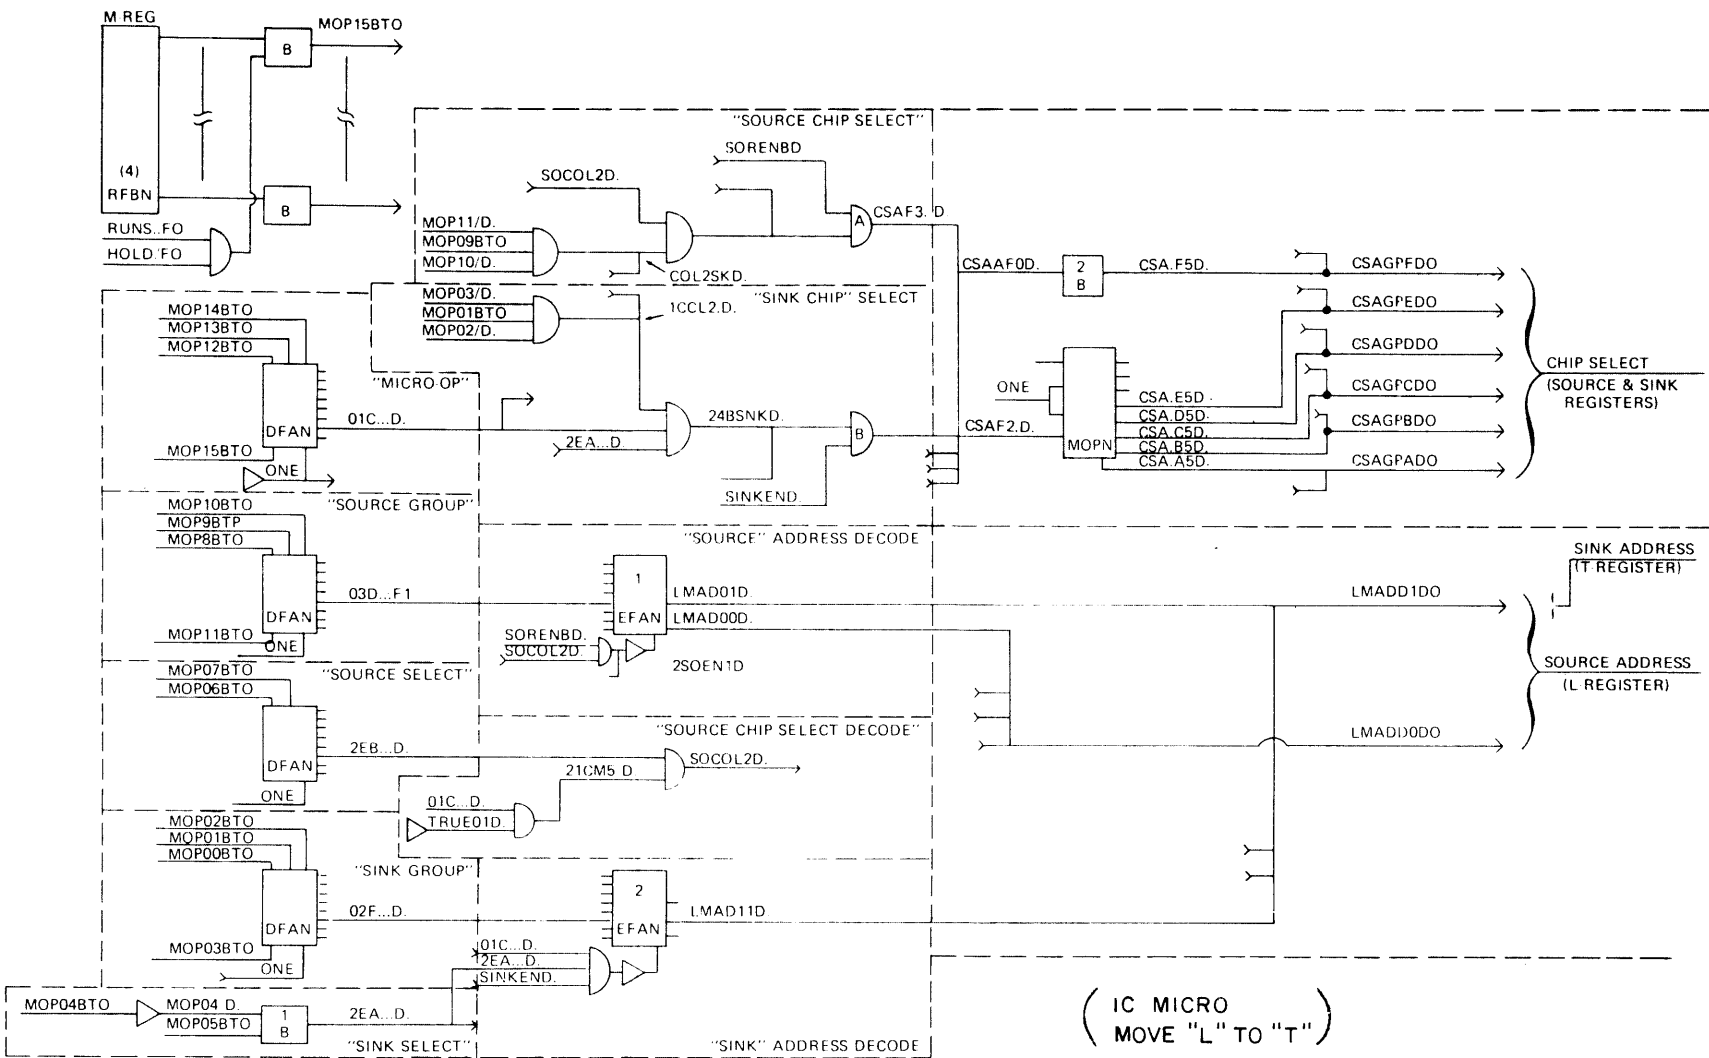 M REG
MOP15BTO
B
(4)
RFBN
B
RUNS..FO
HOLD.'FO
"SOURCE CHIP SELECT"
SORENBD
SOCOL2D.
MOP11/D.
MOP09BTO
MOP10/D.
A
CSAF3. D
COL2SKD.
"SINK CHIP" SELECT
MOP03/D.
MOP01BTO
MOP02/D.
1CCL2.D.
CSAAF0D.
2
B
CSA.F5D.
CSAGPFDO
CSAGPEDO
CSAGPDDO
CSAGPCDO
CSAGPBDO
CSAGPADO
CHIP SELECT
(SOURCE & SINK
REGISTERS)
MOP14BTO
MOP13BTO
MOP12BTO
"MICRO-OP"
DFAN
01C...D.
MOP15BTO
ONE
24BSNKD.
2EA...D.
B
SINKEND.
CSAF2.D.
ONE
MOPN
CSA.E5D.
CSA.D5D.
CSA.C5D.
CSA.B5D.
CSA.A5D.
"SOURCE GROUP"
MOP10BTO
MOP9BTP
MOP8BTO
DFAN
03D...F1
MOP11BTO
ONE
"SOURCE" ADDRESS DECODE
1
EFAN
LMAD01D.
LMAD00D.
SORENBD.
SOCOL2D.
2SOEN1D
LMADD1DO
SINK ADDRESS
(T-REGISTER)
SOURCE ADDRESS
(L-REGISTER)
LMADD0DO
"SOURCE SELECT"
MOP07BTO
MOP06BTO
DFAN
2EB...D.
ONE
"SOURCE CHIP SELECT DECODE"
SOCOL2D.
21CM5 D
01C...D.
TRUE01D.
MOP02BTO
MOP01BTO
MOP00BTO
"SINK GROUP"
DFAN
02F...D.
MOP03BTO
ONE
2
EFAN
LMAD11D
01C...D.
2EA...D.
SINKEND.
MOP04BTO
MOP04 D.
MOP05BTO
1
B
2EA...D.
"SINK SELECT"
"SINK" ADDRESS DECODE
IC MICRO
MOVE "L" TO "T"